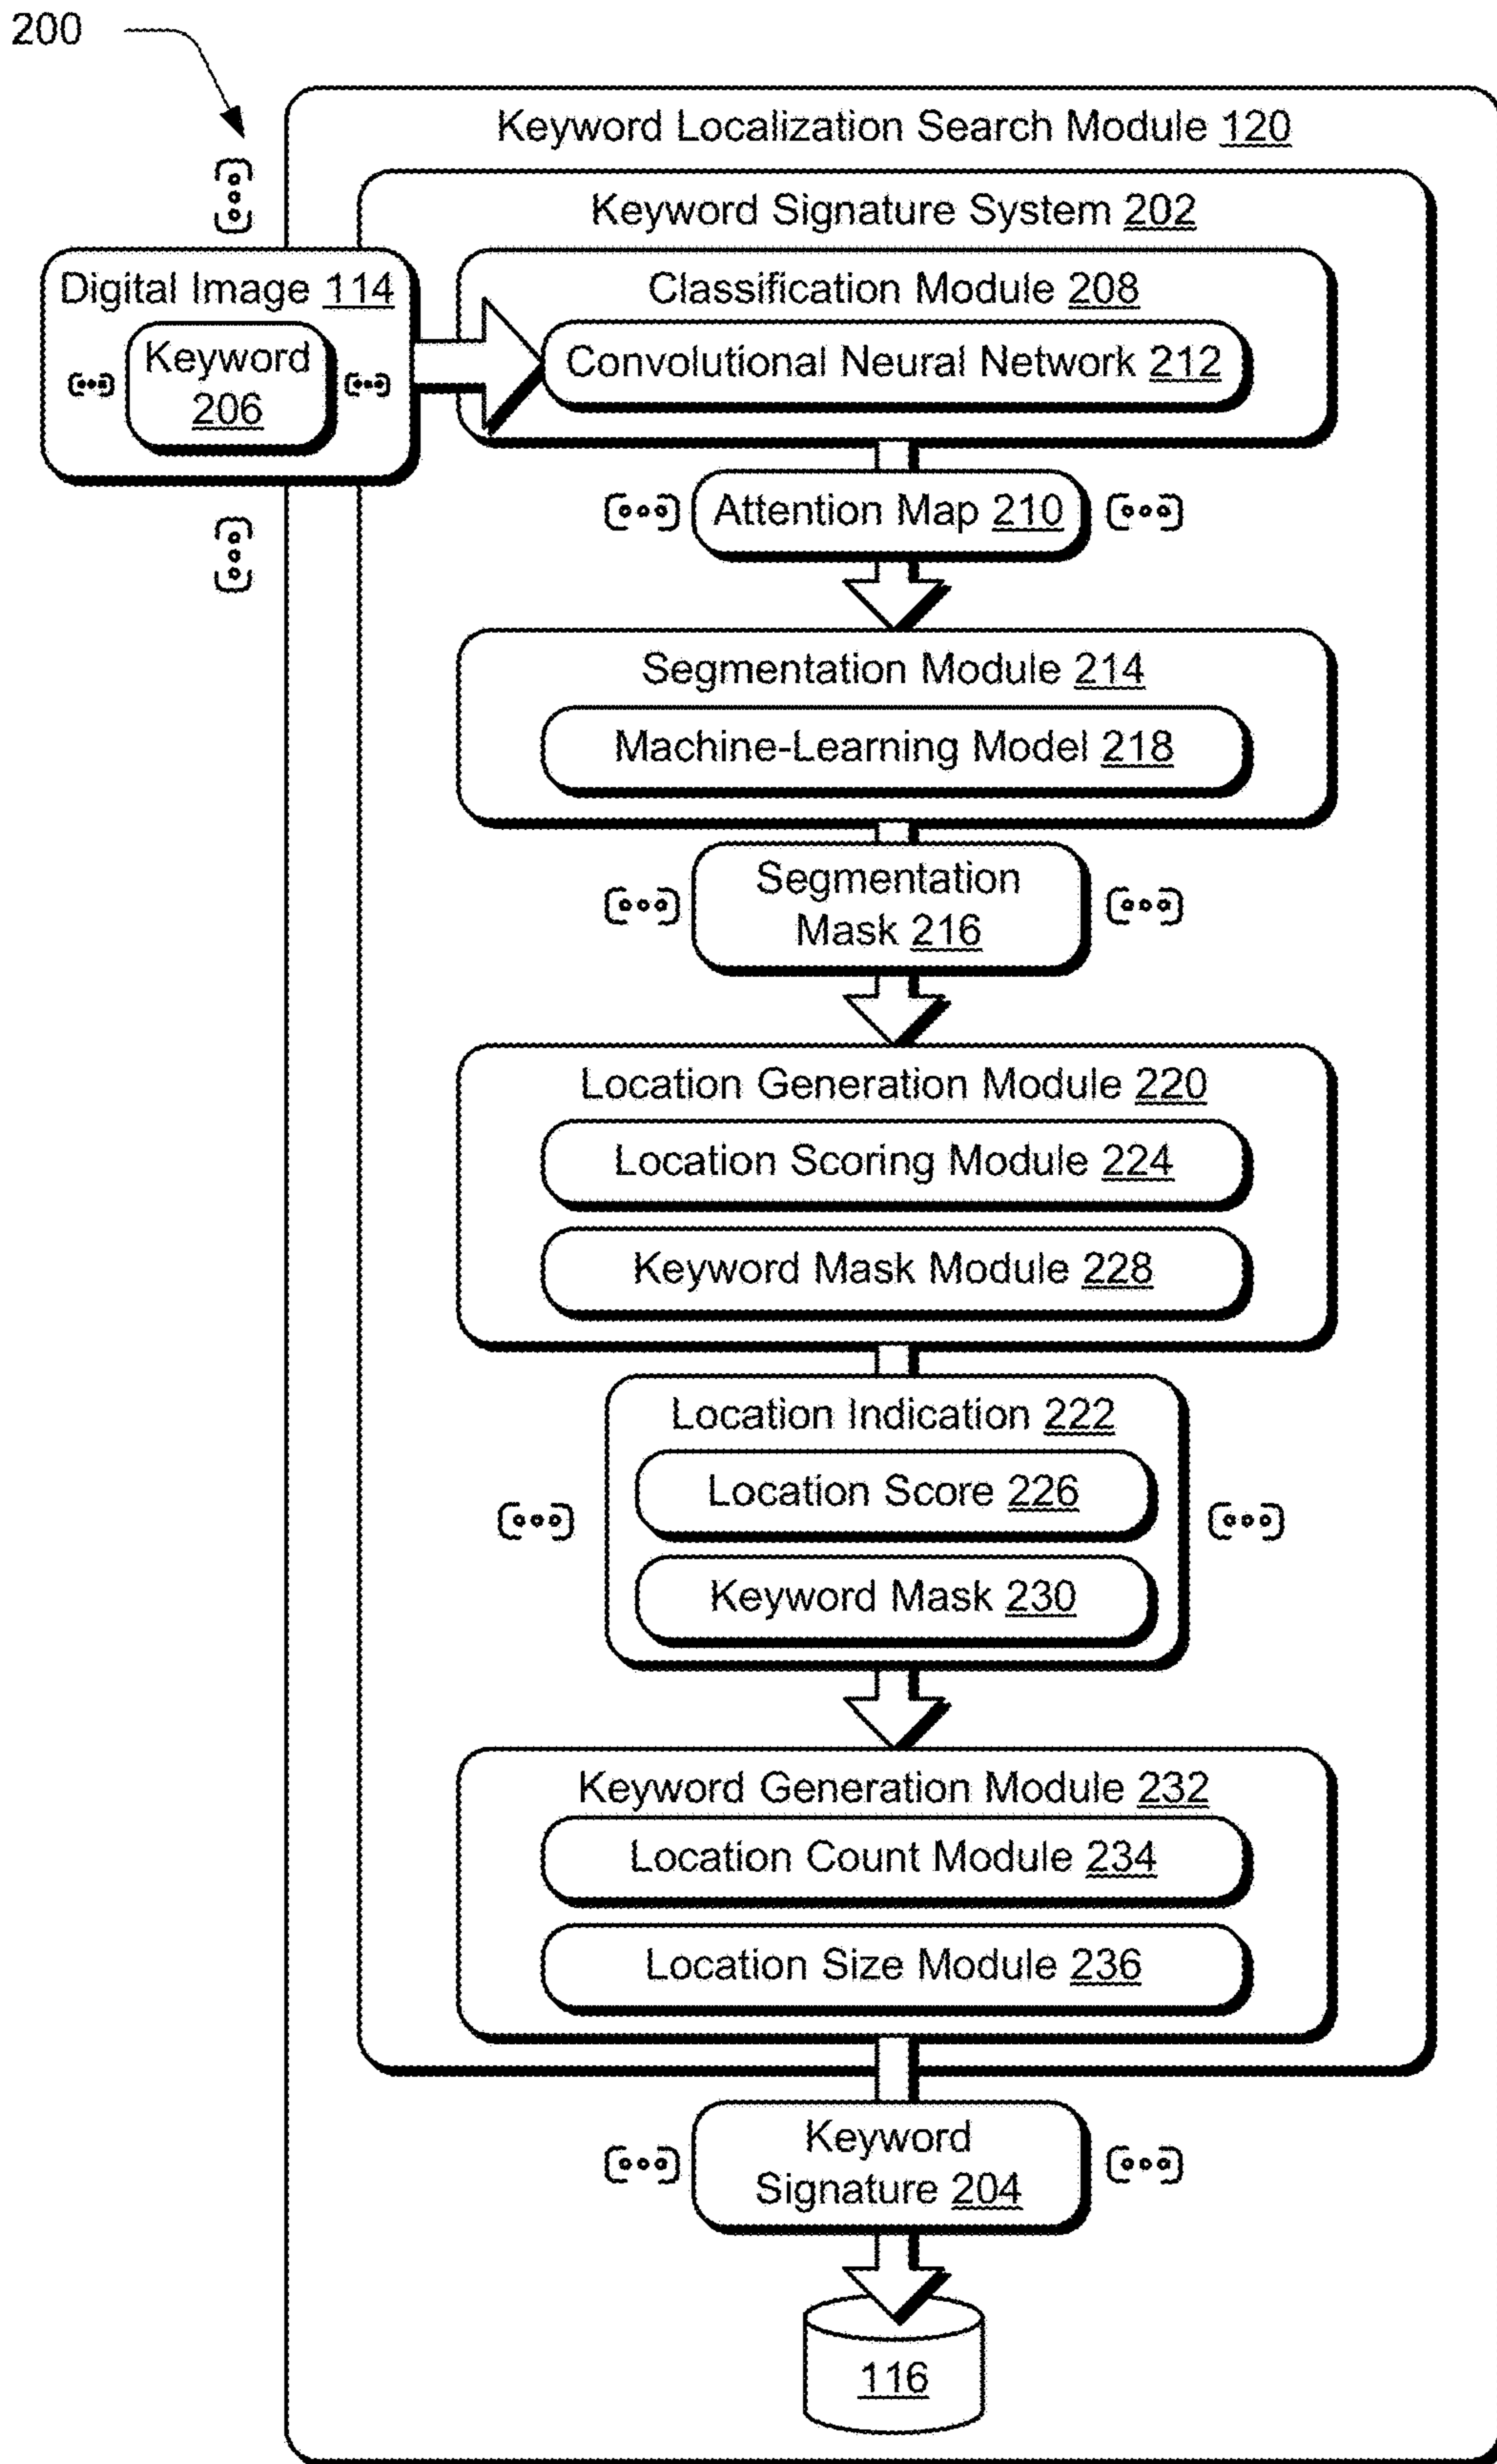 200
Keyword Localization Search Module 120
Keyword Signature System 202
Digital Image 114
Keyword
206
Classification Module 208
Convolutional Neural Network 212
Attention Map 210
Segmentation Module 214
Machine-Learning Model 218
Segmentation
Mask 216
Location Generation Module 220
Location Scoring Module 224
Keyword Mask Module 228
Location Indication 222
Location Score 226
Keyword Mask 230
Keyword Generation Module 232
Location Count Module 234
Location Size Module 236
Keyword
Signature 204
116